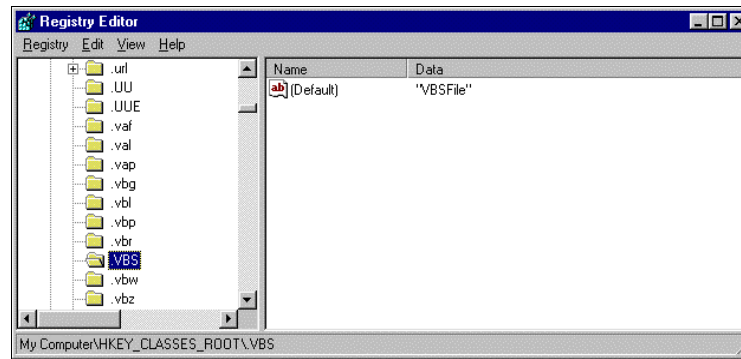 Registry Editor
Registry Edit View Help
.url
.UU
.UUE
.vaf
.val
.vap
.vbg
.vbl
.vbp
.vbr
.VBS
.vbw
.vbz
Name Data
ab (Default) "VBSFile"
My Computer\HKEY_CLASSES_ROOT\.VBS